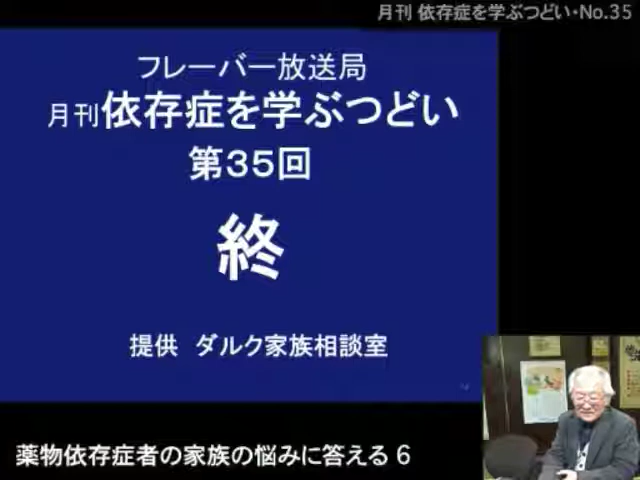 月刊 依存症を学ぶつどい・No.35
フレーバー放送局
月刊依存症を学ぶつどい
第35回
終
提供 ダルク家族相談室
薬物依存症者の家族の悩みに答える 6